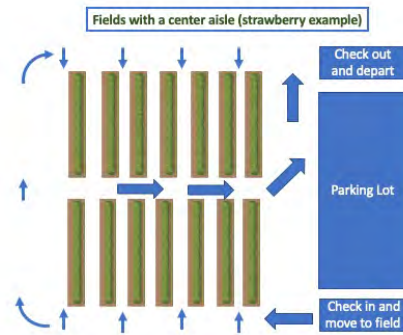 Fields with a center aisle (strawberry example)
Check out
and depart
Parking Lot
Check in and
move to field